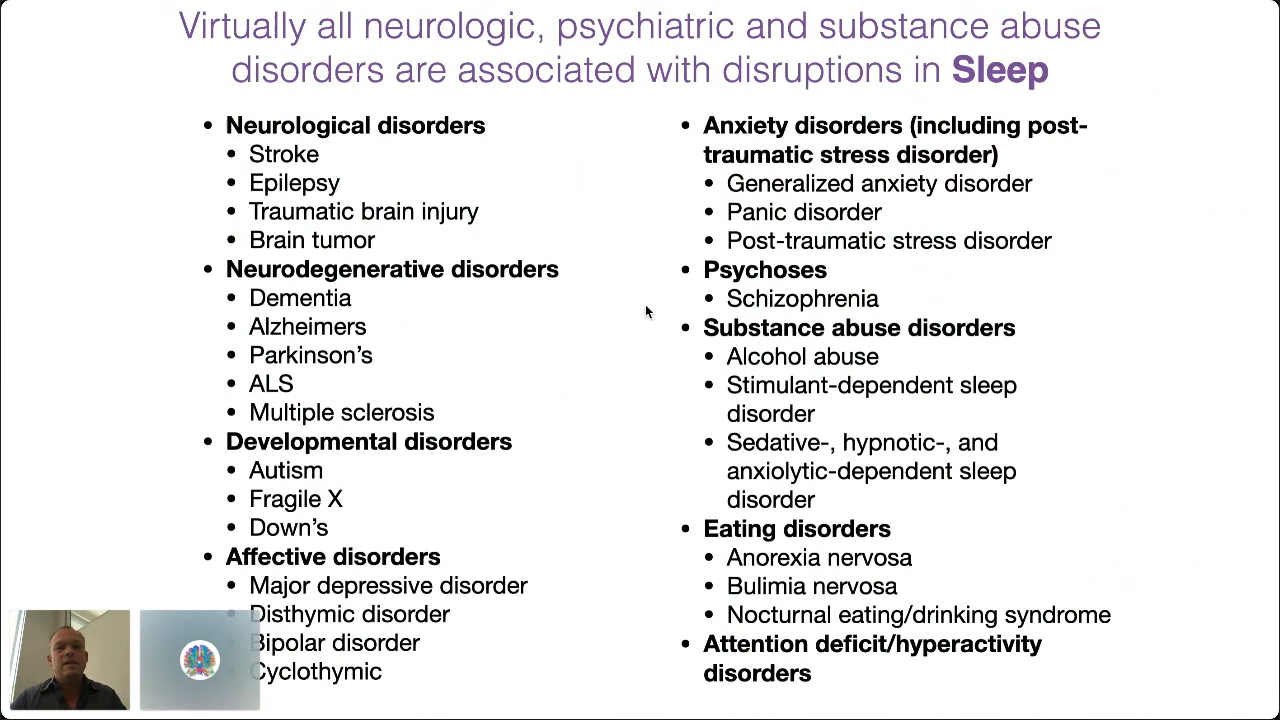 Virtually all neurologic, psychiatric and substance abuse
disorders are associated with disruptions in Sleep
• Neurological disorders
• Stroke
• Epilepsy
• Traumatic brain injury
• Brain tumor
• Neurodegenerative disorders
• Dementia
• Alzheimers
• Parkinson’s
• ALS
• Multiple sclerosis
• Developmental disorders
• Autism
• Fragile X
• Down’s
• Affective disorders
• Major depressive disorder
• Disthymic disorder
• Bipolar disorder
• Cyclothymic
• Anxiety disorders (including post-
traumatic stress disorder)
• Generalized anxiety disorder
• Panic disorder
• Post-traumatic stress disorder
• Psychoses
• Schizophrenia
• Substance abuse disorders
• Alcohol abuse
• Stimulant-dependent sleep
disorder
• Sedative-, hypnotic-, and
anxiolytic-dependent sleep
disorder
• Eating disorders
• Anorexia nervosa
• Bulimia nervosa
• Nocturnal eating/drinking syndrome
• Attention deficit/hyperactivity
disorders